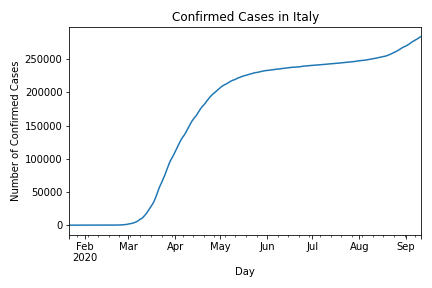 Confirmed Cases in Italy
Number of Confirmed Cases
250000
200000
150000
100000
50000
0
Feb Mar Apr May Jun Jul Aug Sep
2020
Day